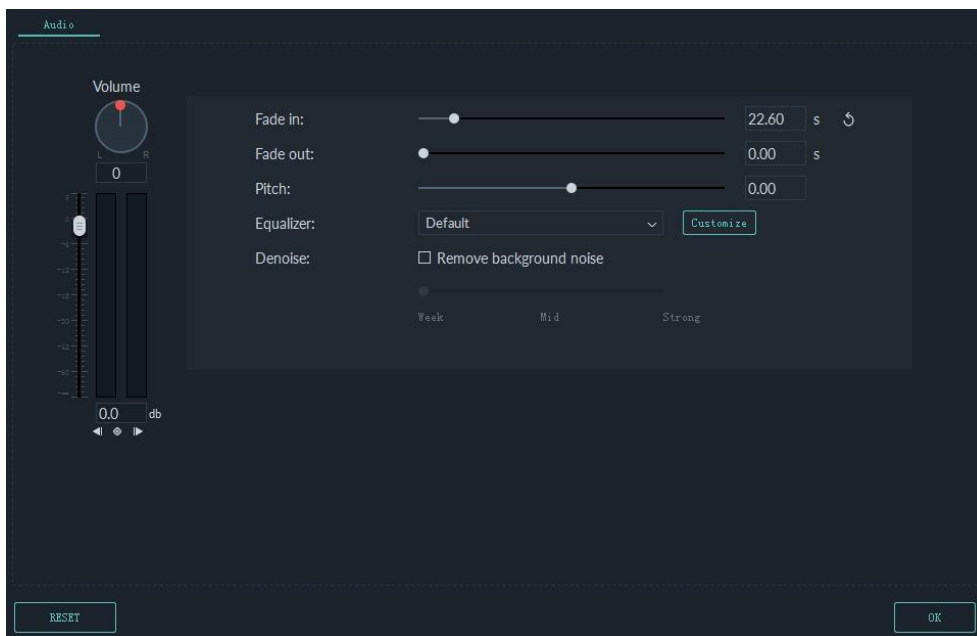 Audio
Volume
L R
0
Fade in: 22.60 s
Fade out: 0.00 s
Pitch: 0.00
Equalizer: Default Customize
Denoise: Remove background noise
Week Mid Strong
0.0 db
RESET OK